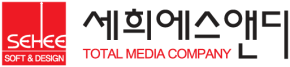 SEHEE
SOFT & DESIGN
세희에스앤디
TOTAL MEDIA COMPANY